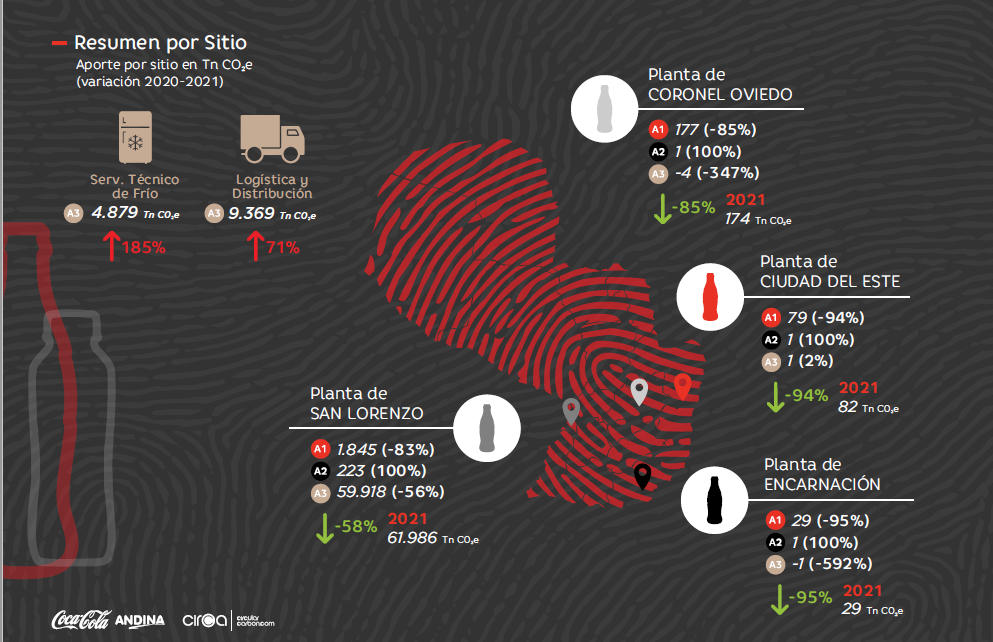 Resumen por Sitio
Aporte por sitio en Tn CO₂e
(variación 2020-2021)
Serv. Técnico
de Frío
A3 4.879 Tn CO₂e
185%
Logística y
Distribución
A3 9.369 Tn CO₂e
71%
Planta de
CORONEL OVIEDO
A1 177 (-85%)
A2 1 (100%)
A3 -4 (-347%)
-85% 2021
174 Tn CO₂e
Planta de
CIUDAD DEL ESTE
A1 79 (-94%)
A2 1 (100%)
A3 1 (2%)
-94% 2021
82 Tn CO₂e
Planta de
SAN LORENZO
A1 1.845 (-83%)
A2 223 (100%)
A3 59.918 (-56%)
-58% 2021
61.986 Tn CO₂e
Planta de
ENCARNACIÓN
A1 29 (-95%)
A2 1 (100%)
A3 -1 (-592%)
-95% 2021
29 Tn CO₂e
Coca-Cola ANDINA
ciroa
circular
carbon.com